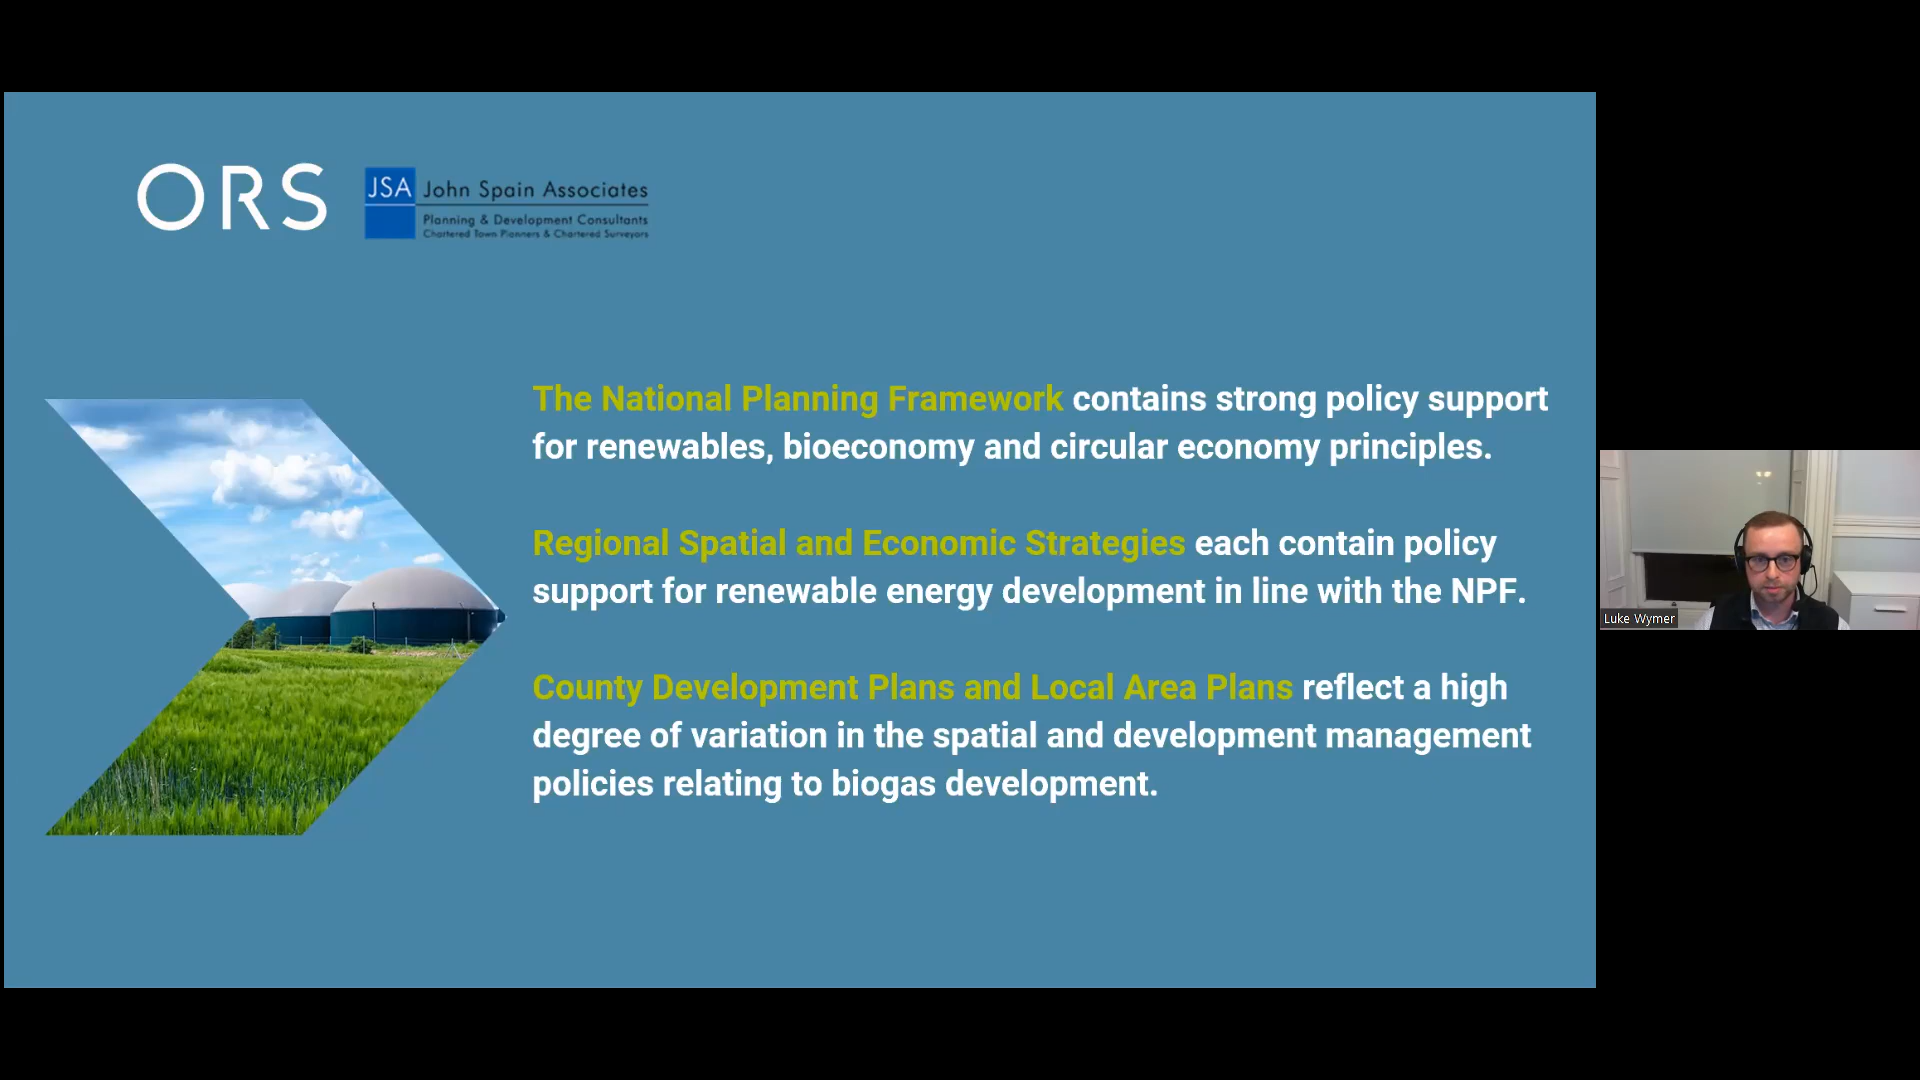 ORS
JSA
John Spain Associates
Planning & Development Consultants
Chartered Town Planners & Chartered Surveyors
The National Planning Framework contains strong policy support
for renewables, bioeconomy and circular economy principles.
Regional Spatial and Economic Strategies each contain policy
support for renewable energy development in line with the NPF.
County Development Plans and Local Area Plans reflect a high
degree of variation in the spatial and development management
policies relating to biogas development.
Luke Wymer